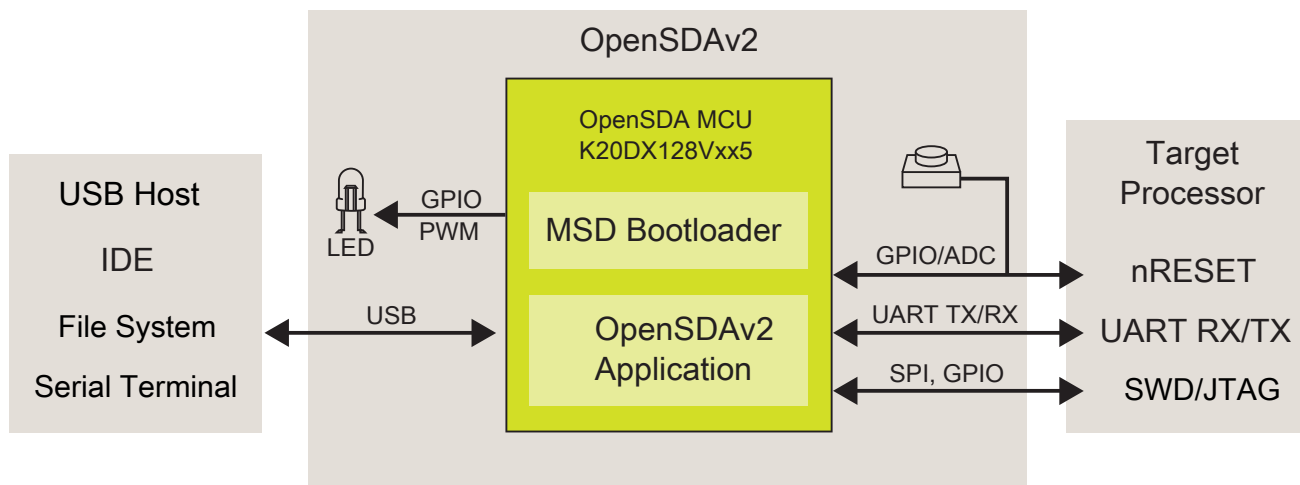 OpenSDAv2
OpenSDA MCU
K20DX128Vxx5
MSD Bootloader
OpenSDAv2
Application
USB Host
IDE
File System
Serial Terminal
LED
GPIO
PWM
USB
GPIO/ADC
UART TX/RX
SPI, GPIO
Target
Processor
nRESET
UART RX/TX
SWD/JTAG